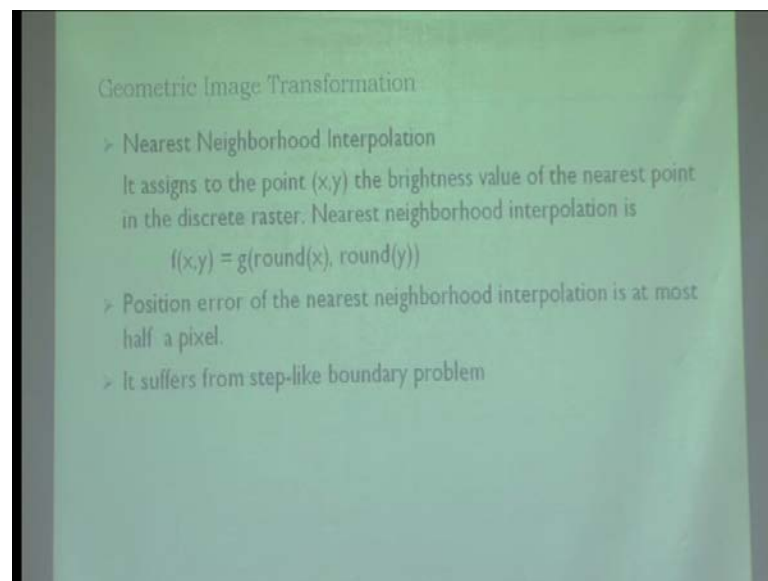 Geometric Image Transformation
➢ Nearest Neighborhood Interpolation
It assigns to the point (x,y) the brightness value of the nearest point
in the discrete raster. Nearest neighborhood interpolation is
f(x,y) = g(round(x), round(y))
➢ Position error of the nearest neighborhood interpolation is at most
half a pixel.
➢ It suffers from step-like boundary problem